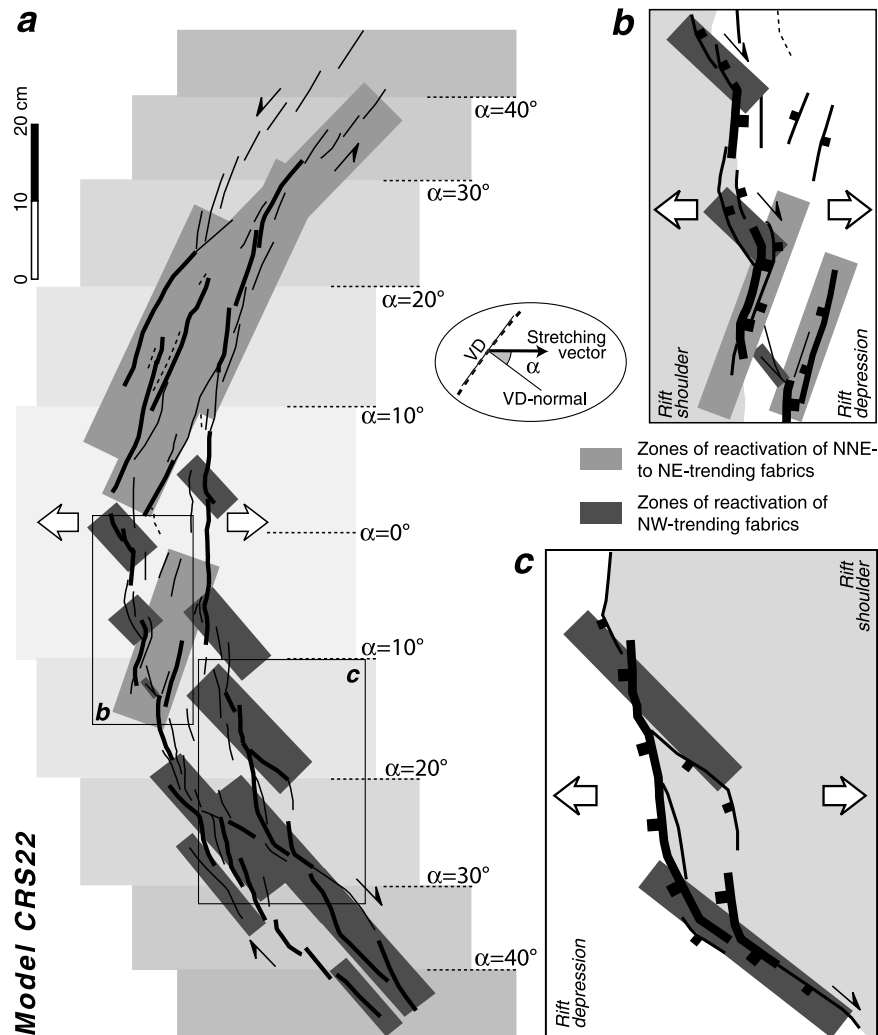 a
20 cm
10
0
α=40°
α=30°
α=20°
α=10°
α=0°
α=10°
α=20°
α=30°
α=40°
b
c
Model CRS22
VD
Stretching
vector
α
VD-normal
b
Rift
shoulder
Rift
depression
Zones of reactivation of NNE-
to NE-trending fabrics
Zones of reactivation of
NW-trending fabrics
c
Rift
shoulder
Rift
depression